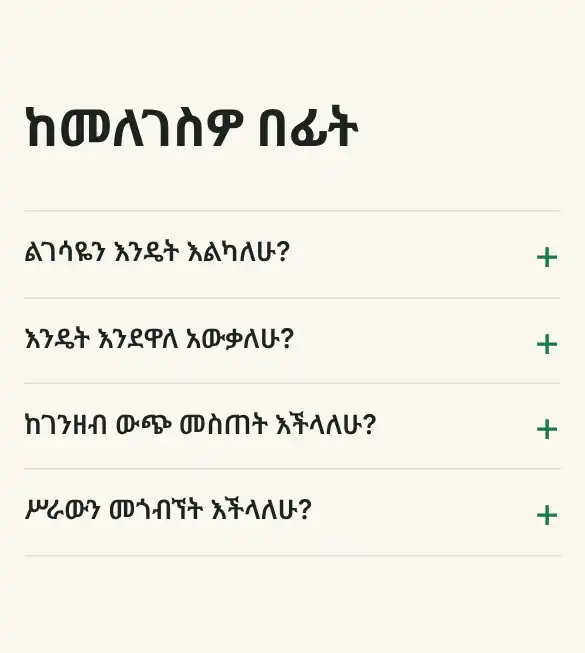 ከመለገስዎ በፊት
ልገሳዬን እንዴት እልካለሁ?
እንዴት እንደዋለ አውቃለሁ?
ከገንዘብ ውጭ መስጠት እችላለሁ?
ሥራውን መጎብኘት እችላለሁ?